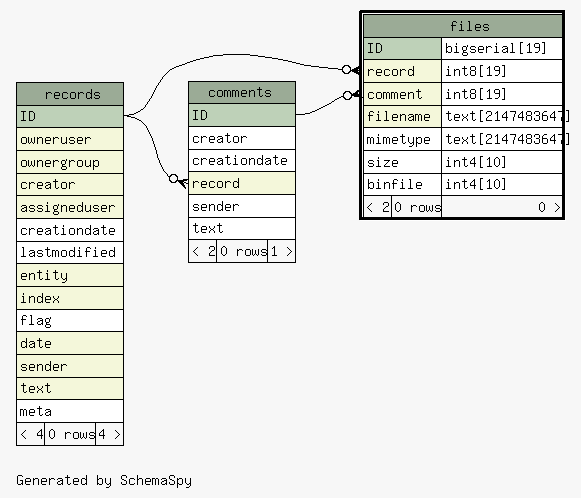 files
ID bigserial[19]
record int8[19]
comment int8[19]
filename text[2147483647]
mimetype text[2147483647]
size int4[10]
binfile int4[10]
< 2 0 rows 0 >
records
ID
owneruser
ownergroup
creator
assigneduser
creationdate
lastmodified
entity
index
flag
date
sender
text
meta
< 4 0 rows 4 >
comments
ID
creator
creationdate
record
sender
text
< 2 0 rows 1 >
Generated by SchemaSpy